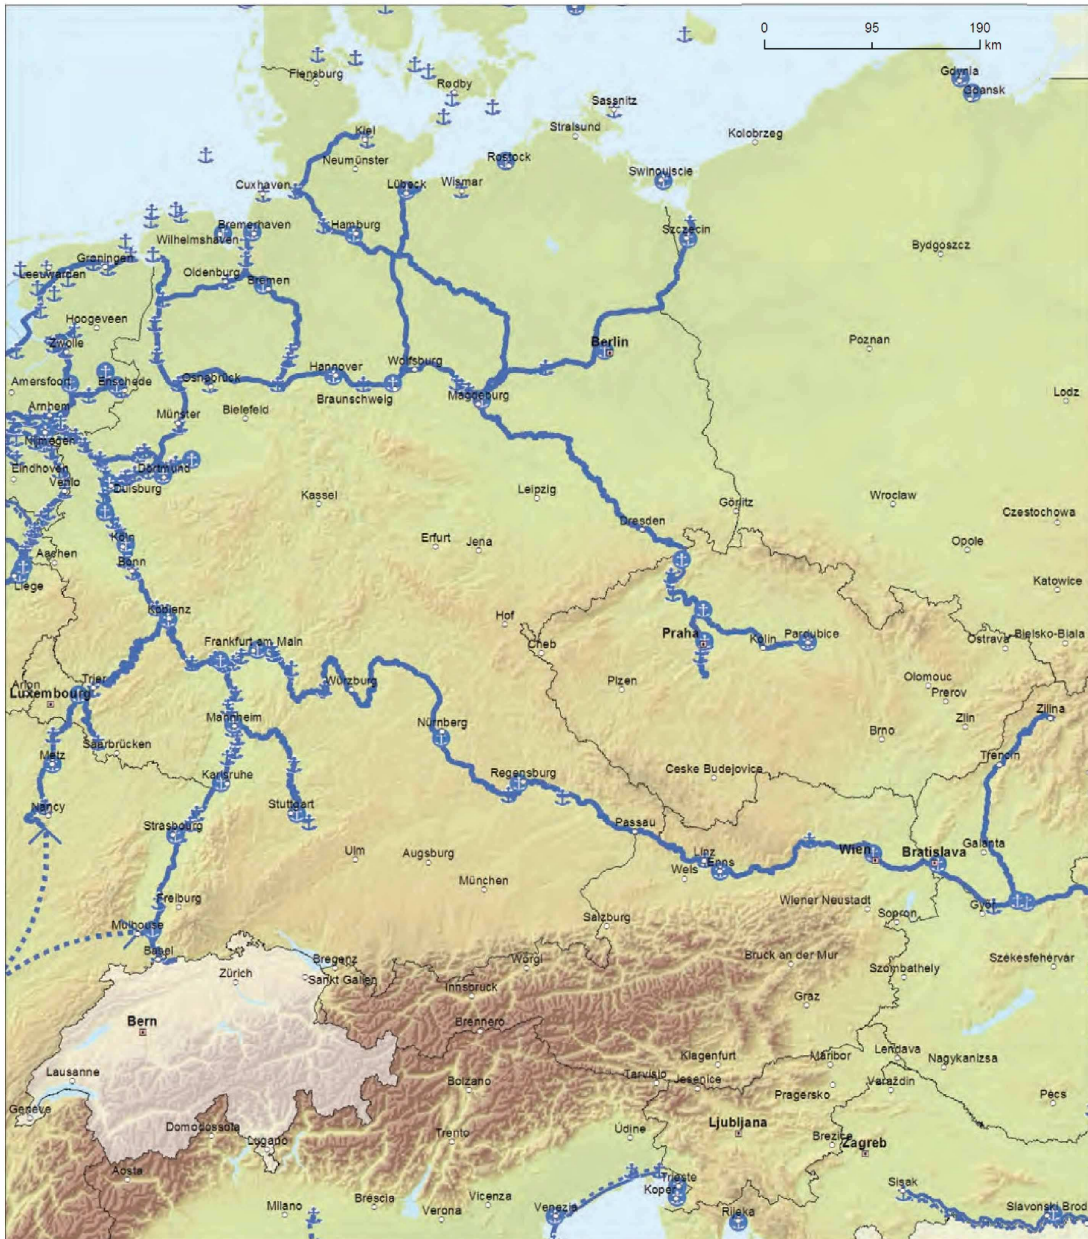 0 95 190
km
Gdynia
Gdansk
Flensburg
Rødby
Sassnitz
Stralsund
Kolobrzeg
Kiel
Neumünster
Rostock
Swinoujscie
Cuxhaven
Lübeck
Wismar
Bremerhaven
Hamburg
Szczecin
Wilhelmshaven
Bydgoszcz
Groningen
Leeuwarden
Oldenburg
Bremen
Hoogeveen
Zwolle
Berlin
Poznan
Hannover
Wolfsburg
Amersfoort
Enschede
Osnabrück
Braunschweig
Magdeburg
Lodz
Arnhem
Münster
Bielefeld
Nijmegen
Eindhoven
Dortmund
Venlo
Duisburg
Kassel
Leipzig
Görlitz
Wroclaw
Czestochowa
Dresden
Köln
Erfurt
Jena
Opole
Aachen
Bonn
Liege
Katowice
Koblenz
Hof
Praha
Kolin
Pardubice
Ostrava
Bielsko-Biala
Frankfurt am Main
Cheb
Trier
Würzburg
Plzen
Olomouc
Arlon
Luxembourg
Prerov
Zilina
Mannheim
Nürnberg
Brno
Zlin
Saarbrücken
Metz
Trencin
Karlsruhe
Regensburg
Ceske Budejovice
Nancy
Stuttgart
Strasbourg
Passau
Ulm
Augsburg
Linz
Enns
Wien
Bratislava
Galanta
Wels
München
Freiburg
Wiener Neustadt
Györ
Mulhouse
Salzburg
Sopron
Basel
Bregenz
Wörgl
Bruck an der Mur
Székesfehérvár
Zürich
Sankt Gallen
Szombathely
Innsbruck
Graz
Bern
Brennero
Lausanne
Klagenfurt
Maribor
Lendava
Nagykanizsa
Bolzano
Tarvisio
Jesenice
Varaždin
Pragersko
Pècs
Geneve
Domodossola
Lugano
Trento
Udine
Ljubljana
Brezice
Zagreb
Aosta
Trieste
Koper
Sisak
Milano
Brescia
Vicenza
Verona
Venezia
Rijeka
Slavonski Brod